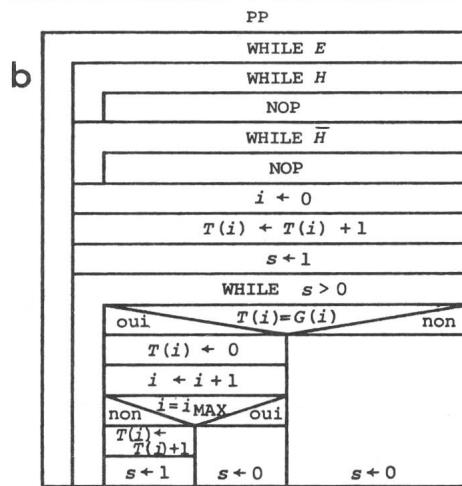 PP
b
WHILE E
WHILE H
NOP
WHILE H̅
NOP
i ← 0
T(i) ← T(i) +1
s ← 1
WHILE s > 0
oui T(i)=G(i) non
T(i) ← 0
i ← i + 1
non i = iMAX oui
T(i)←
T(i)+1
s ← 1 s ← 0 s ← 0